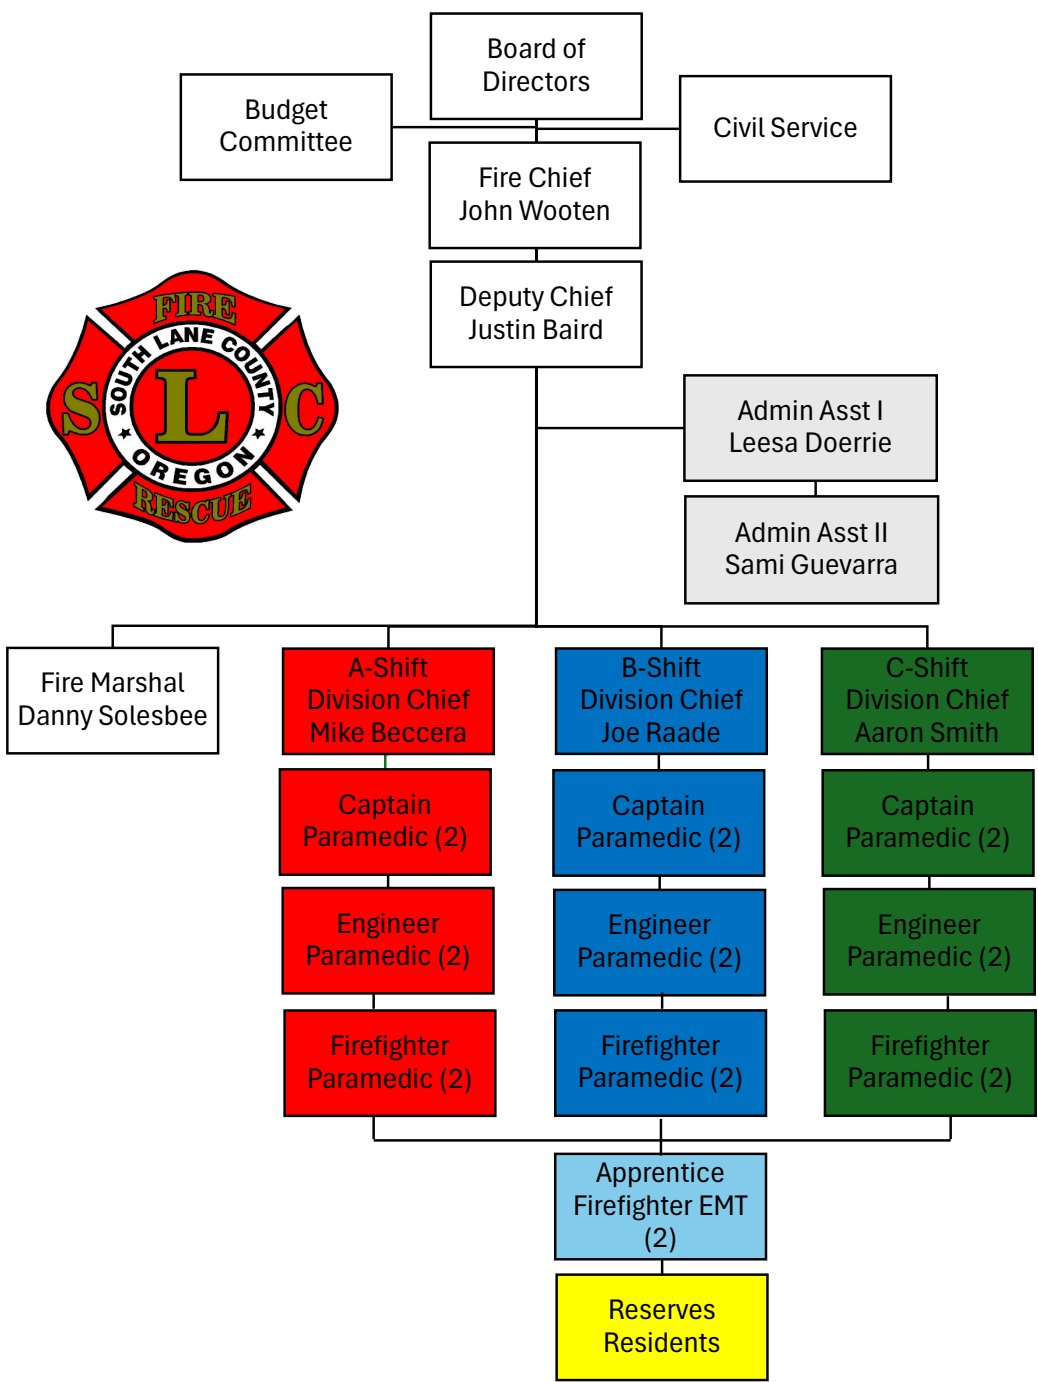 Board of
Directors
Budget
Committee
Civil Service
Fire Chief
John Wooten
Deputy Chief
Justin Baird
FIRE
SOUTH LANE COUNTY
S L C
OREGON
RESCUE
Admin Asst I
Leesa Doerrie
Admin Asst II
Sami Guevarra
Fire Marshal
Danny Solesbee
A-Shift
Division Chief
Mike Beccera
B-Shift
Division Chief
Joe Raade
C-Shift
Division Chief
Aaron Smith
Captain
Paramedic (2)
Captain
Paramedic (2)
Captain
Paramedic (2)
Engineer
Paramedic (2)
Engineer
Paramedic (2)
Engineer
Paramedic (2)
Firefighter
Paramedic (2)
Firefighter
Paramedic (2)
Firefighter
Paramedic (2)
Apprentice
Firefighter EMT
(2)
Reserves
Residents